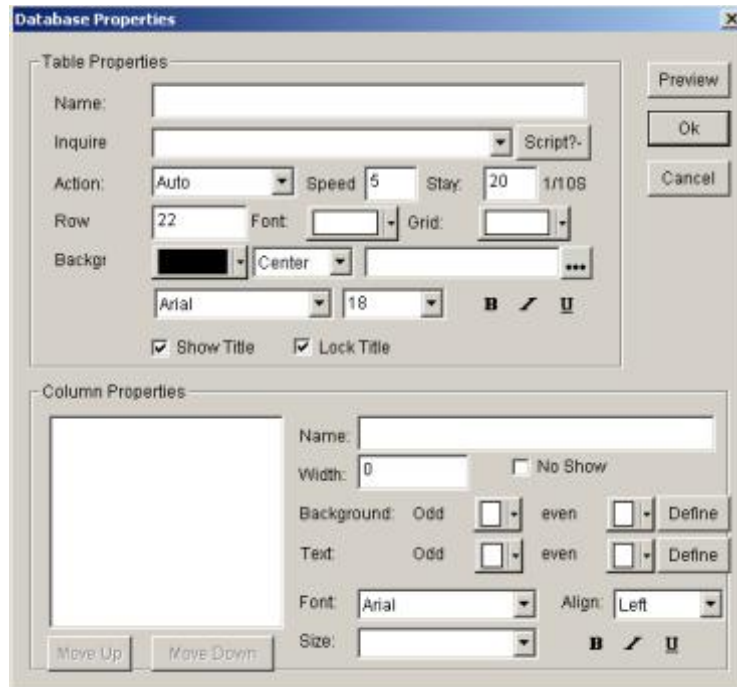 Database Properties
Table Properties
Preview
Name:
Ok
Inquire Script?-
Cancel
Action: Auto Speed 5 Stay: 20 1/10S
Row 22 Font: Grid:
Backgr Center ...
Arial 18 B I U
Show Title Lock Title
Column Properties
Name:
Width: 0 No Show
Background: Odd even Define
Text: Odd even Define
Font: Arial Align: Left
Size: B I U
Move Up Move Down